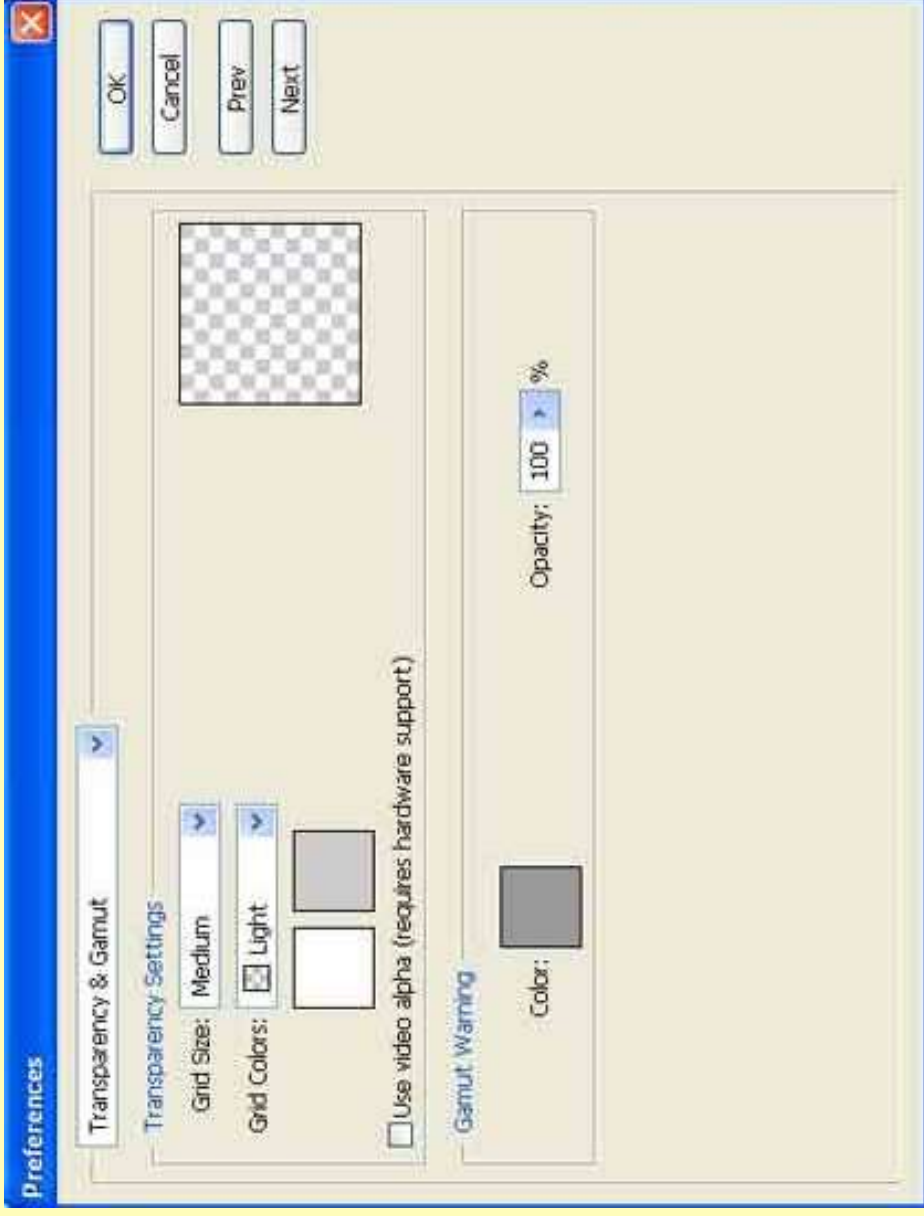 Preferences
Transparency & Gamut
OK
Cancel
Prev
Next
Transparency Settings
Grid Size: Medium
Grid Colors: Light
Use video alpha (requires hardware support)
Gamut Warning
Color:
Opacity: 100 %